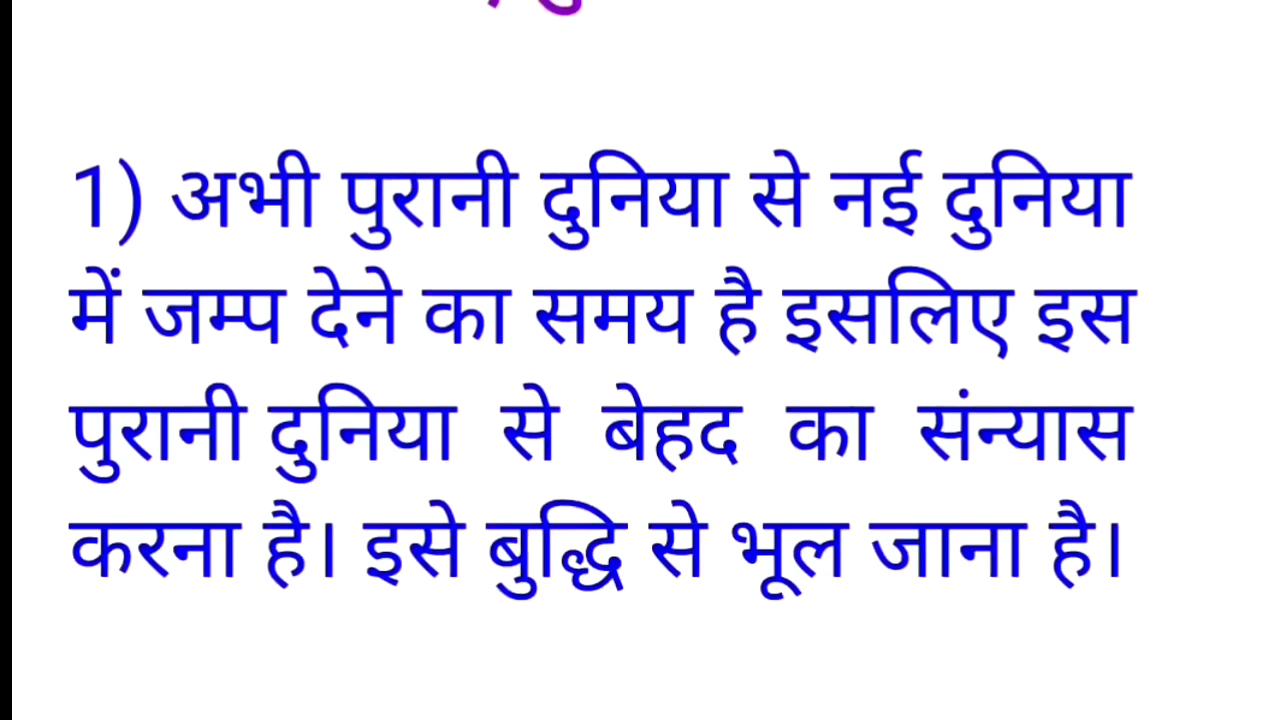 1) अभी पुरानी दुनिया से नई दुनिया
में जम्प देने का समय है इसलिए इस
पुरानी दुनिया से बेहद का संन्यास
करना है। इसे बुद्धि से भूल जाना है।